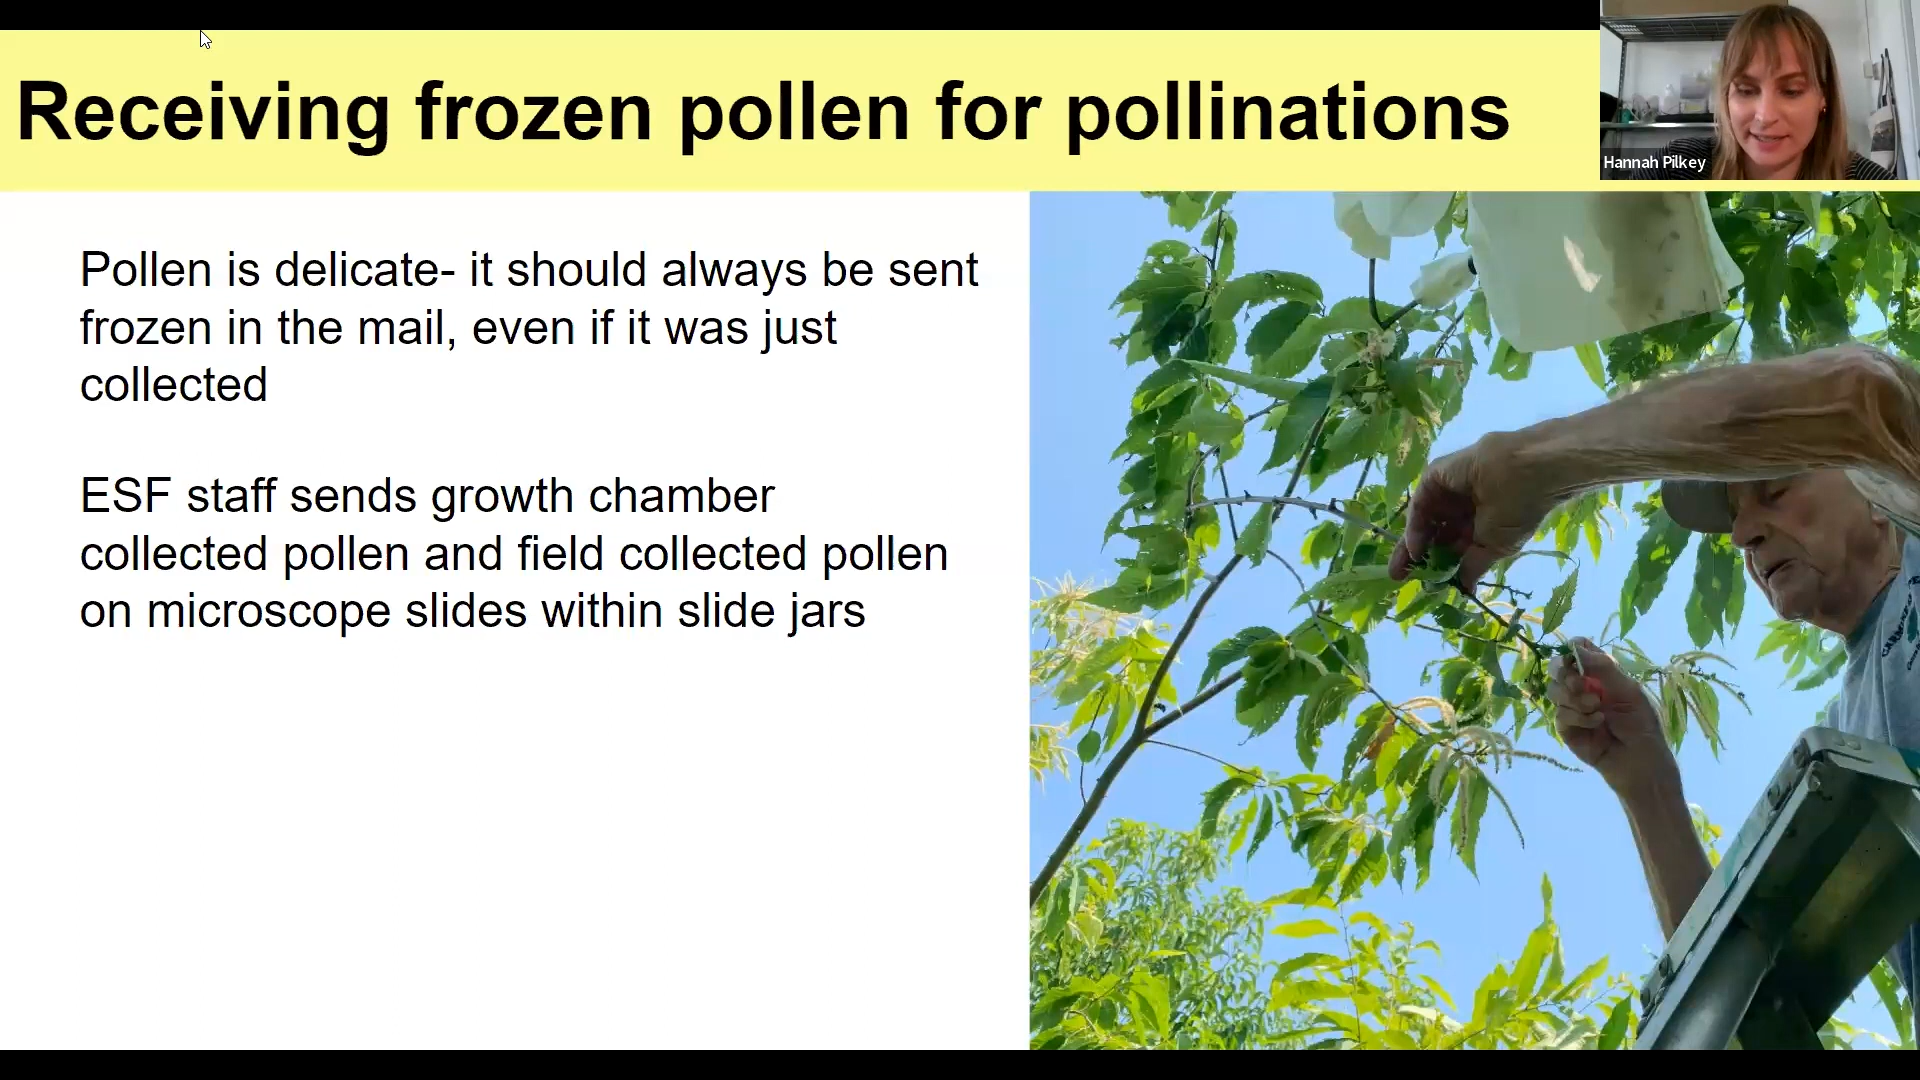 Receiving frozen pollen for pollinations
Hannah Pilkey
Pollen is delicate- it should always be sent
frozen in the mail, even if it was just
collected
ESF staff sends growth chamber
collected pollen and field collected pollen
on microscope slides within slide jars